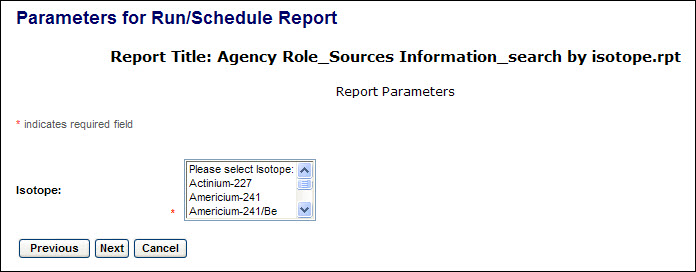 Parameters for Run/Schedule Report
Report Title: Agency Role_Sources Information_search by isotope.rpt
Report Parameters
* indicates required field
Please select Isotope:
Actinium-227
Isotope:
Americium-241
* Americium-241/Be
Previous Next Cancel